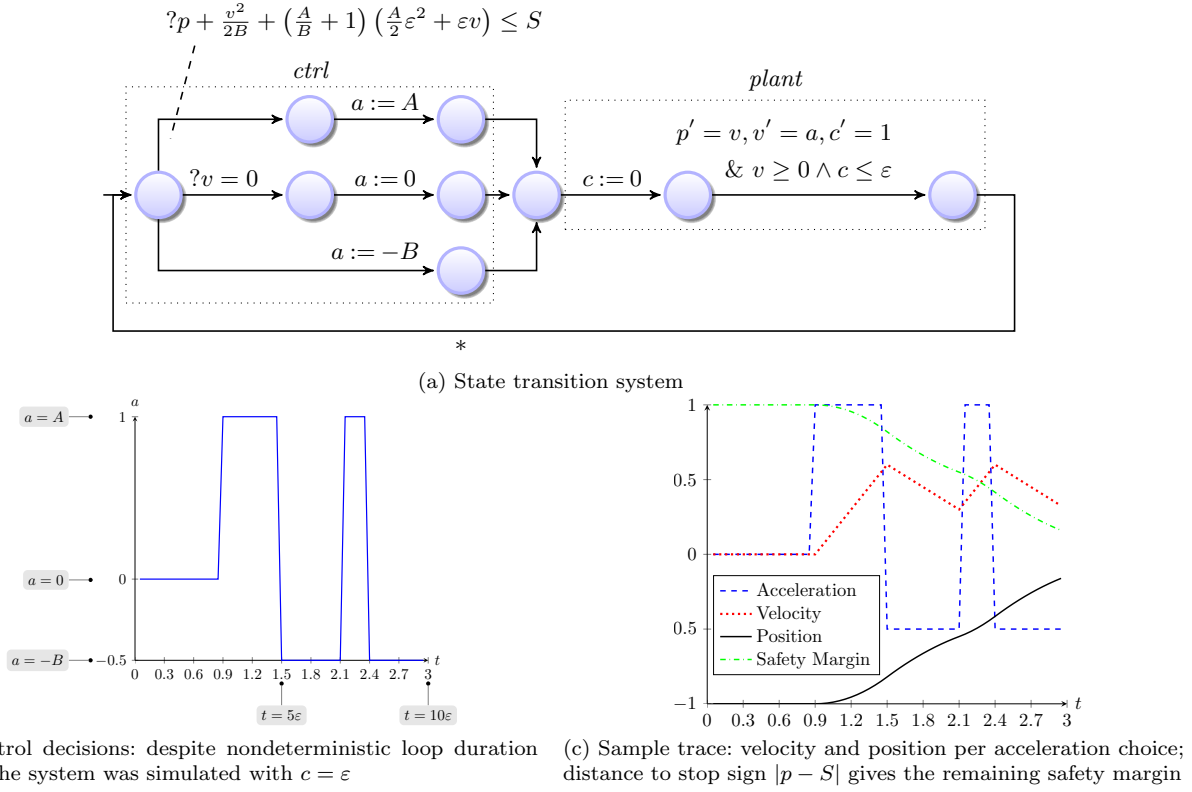 ?p + v²/2B + (A/B + 1) (A/2 ε² + εv) ≤ S
ctrl
plant
a := A
p′ = v, v′ = a, c′ = 1
?v = 0
a := 0
c := 0
& v ≥ 0 ∧ c ≤ ε
a := −B
*
(a) State transition system
a
a = A
1
a = 0
0
a = −B
−0.5
t
0 0.3 0.6 0.9 1.2 1.5 1.8 2.1 2.4 2.7 3
t = 5ε
t = 10ε
1
0.5
0
Acceleration
Velocity
Position
Safety Margin
0.5
−1
t
0 0.3 0.6 0.9 1.2 1.5 1.8 2.1 2.4 2.7 3
trol decisions: despite nondeterministic loop duration
he system was simulated with c = ε
(c) Sample trace: velocity and position per acceleration choice;
distance to stop sign |p − S| gives the remaining safety margin